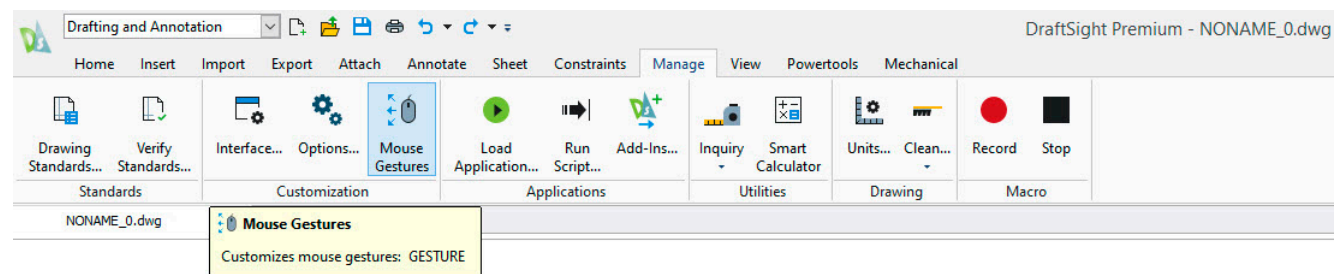 Drafting and Annotation
DraftSight Premium - NONAME_0.dwg
Home Insert Import Export Attach Annotate Sheet Constraints Manage View Powertools Mechanical
Drawing Standards...
Verify Standards...
Interface...
Options...
Mouse Gestures
Load Application...
Run Script...
Add-Ins...
Inquiry
Smart Calculator
Units...
Clean...
Record
Stop
Standards Customization Applications Utilities Drawing Macro
NONAME_0.dwg
Mouse Gestures
Customizes mouse gestures: GESTURE